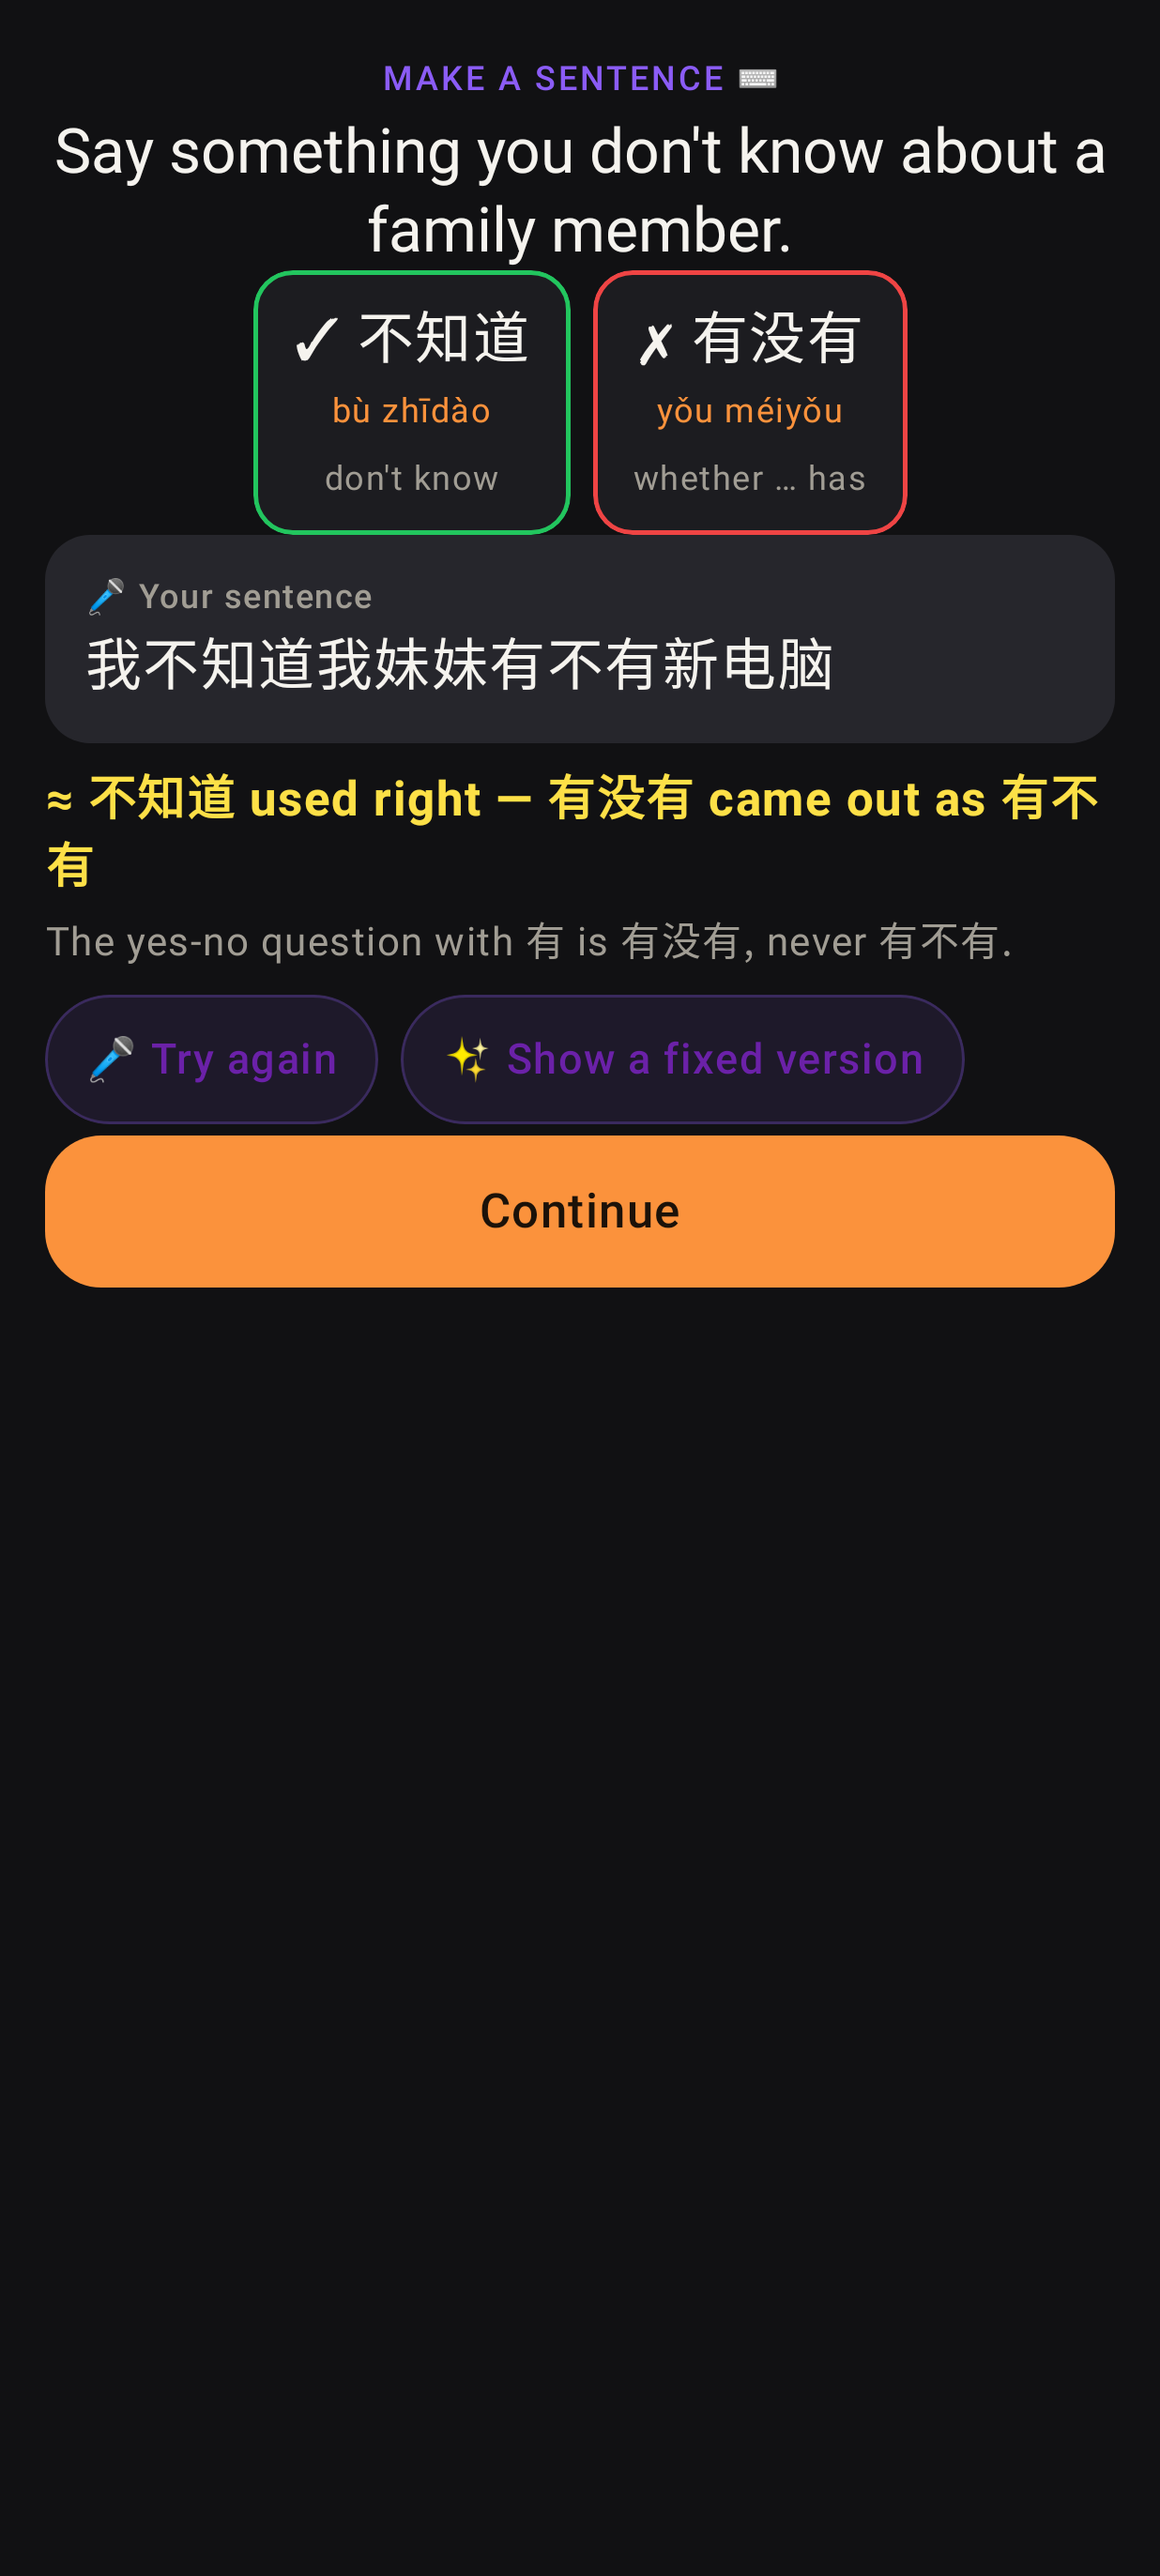 MAKE A SENTENCE ⌨️
Say something you don't know about a
family member.
✓ 不知道
bù zhīdào
don't know
✗ 有没有
yǒu méiyǒu
whether … has
🎤 Your sentence
我不知道我妹妹有不有新电脑
≈ 不知道 used right — 有没有 came out as 有不
有
The yes-no question with 有 is 有没有, never 有不有.
🎤 Try again
✨ Show a fixed version
Continue